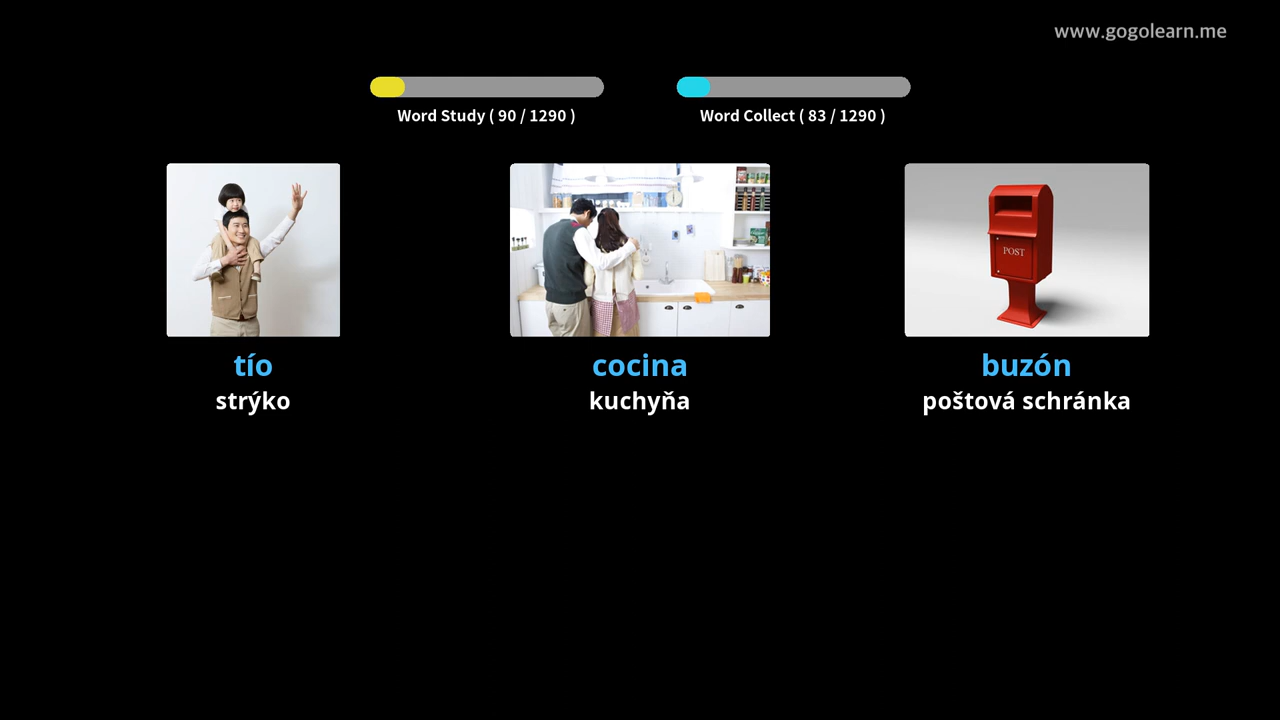 www.gogolearn.me
Word Study ( 90 / 1290 )
Word Collect ( 83 / 1290 )
POST
tío
cocina
buzón
strýko
kuchyňa
poštová schránka